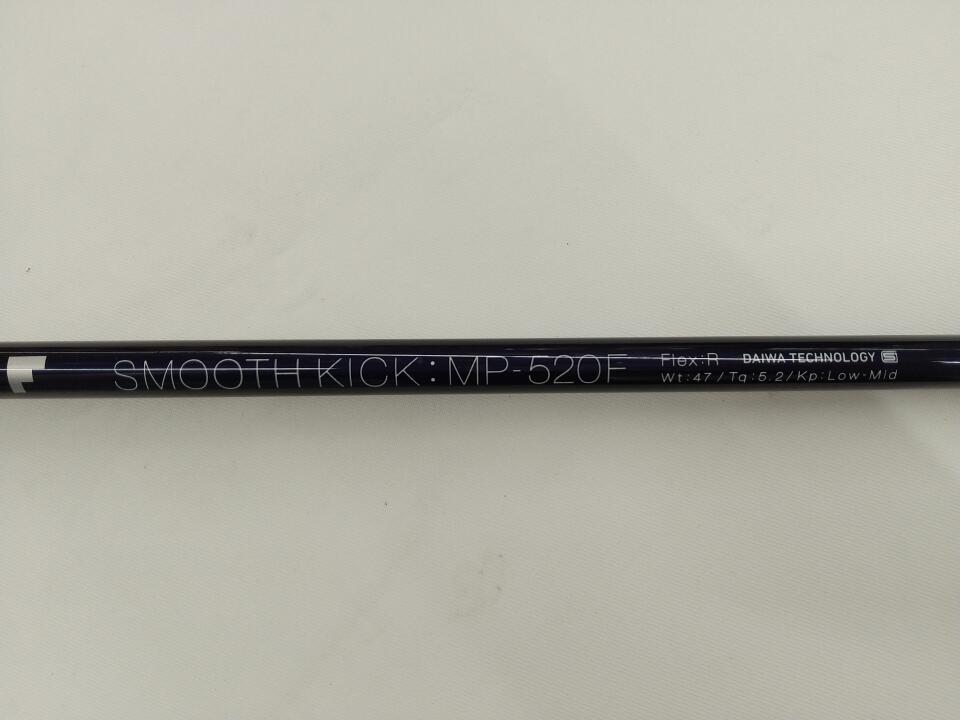 SMOOTH KICK:MP-520F
Flex:R DAIWA TECHNOLOGY S
Wt:47/Tq:5.2/Kp:Low-Mid